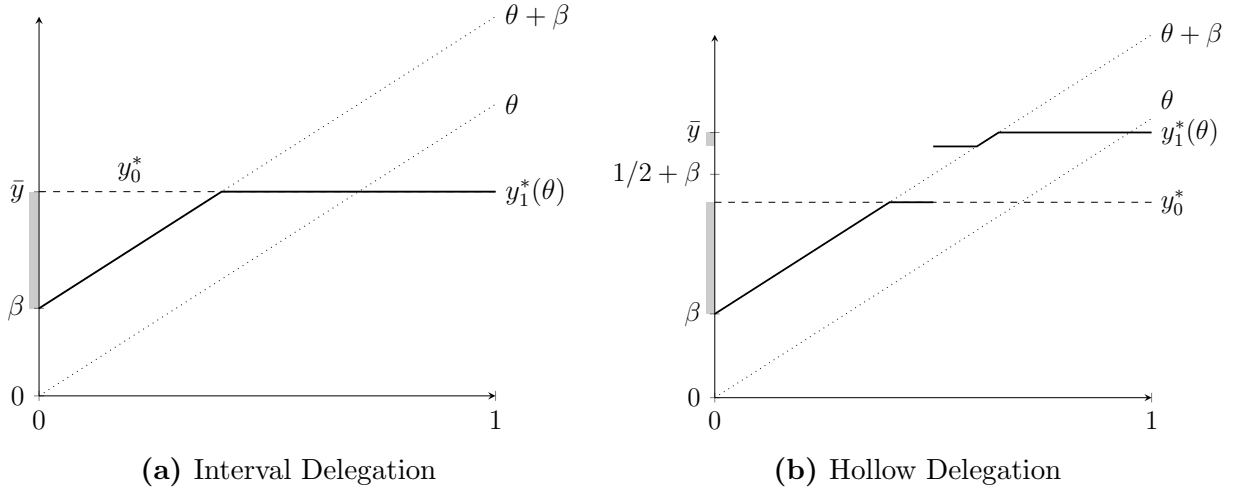 θ + β
θ
y₀*
ȳ
y₁*(θ)
β
0
0
1
(a) Interval Delegation
θ + β
θ
ȳ
y₁*(θ)
1/2 + β
y₀*
β
0
0
1
(b) Hollow Delegation